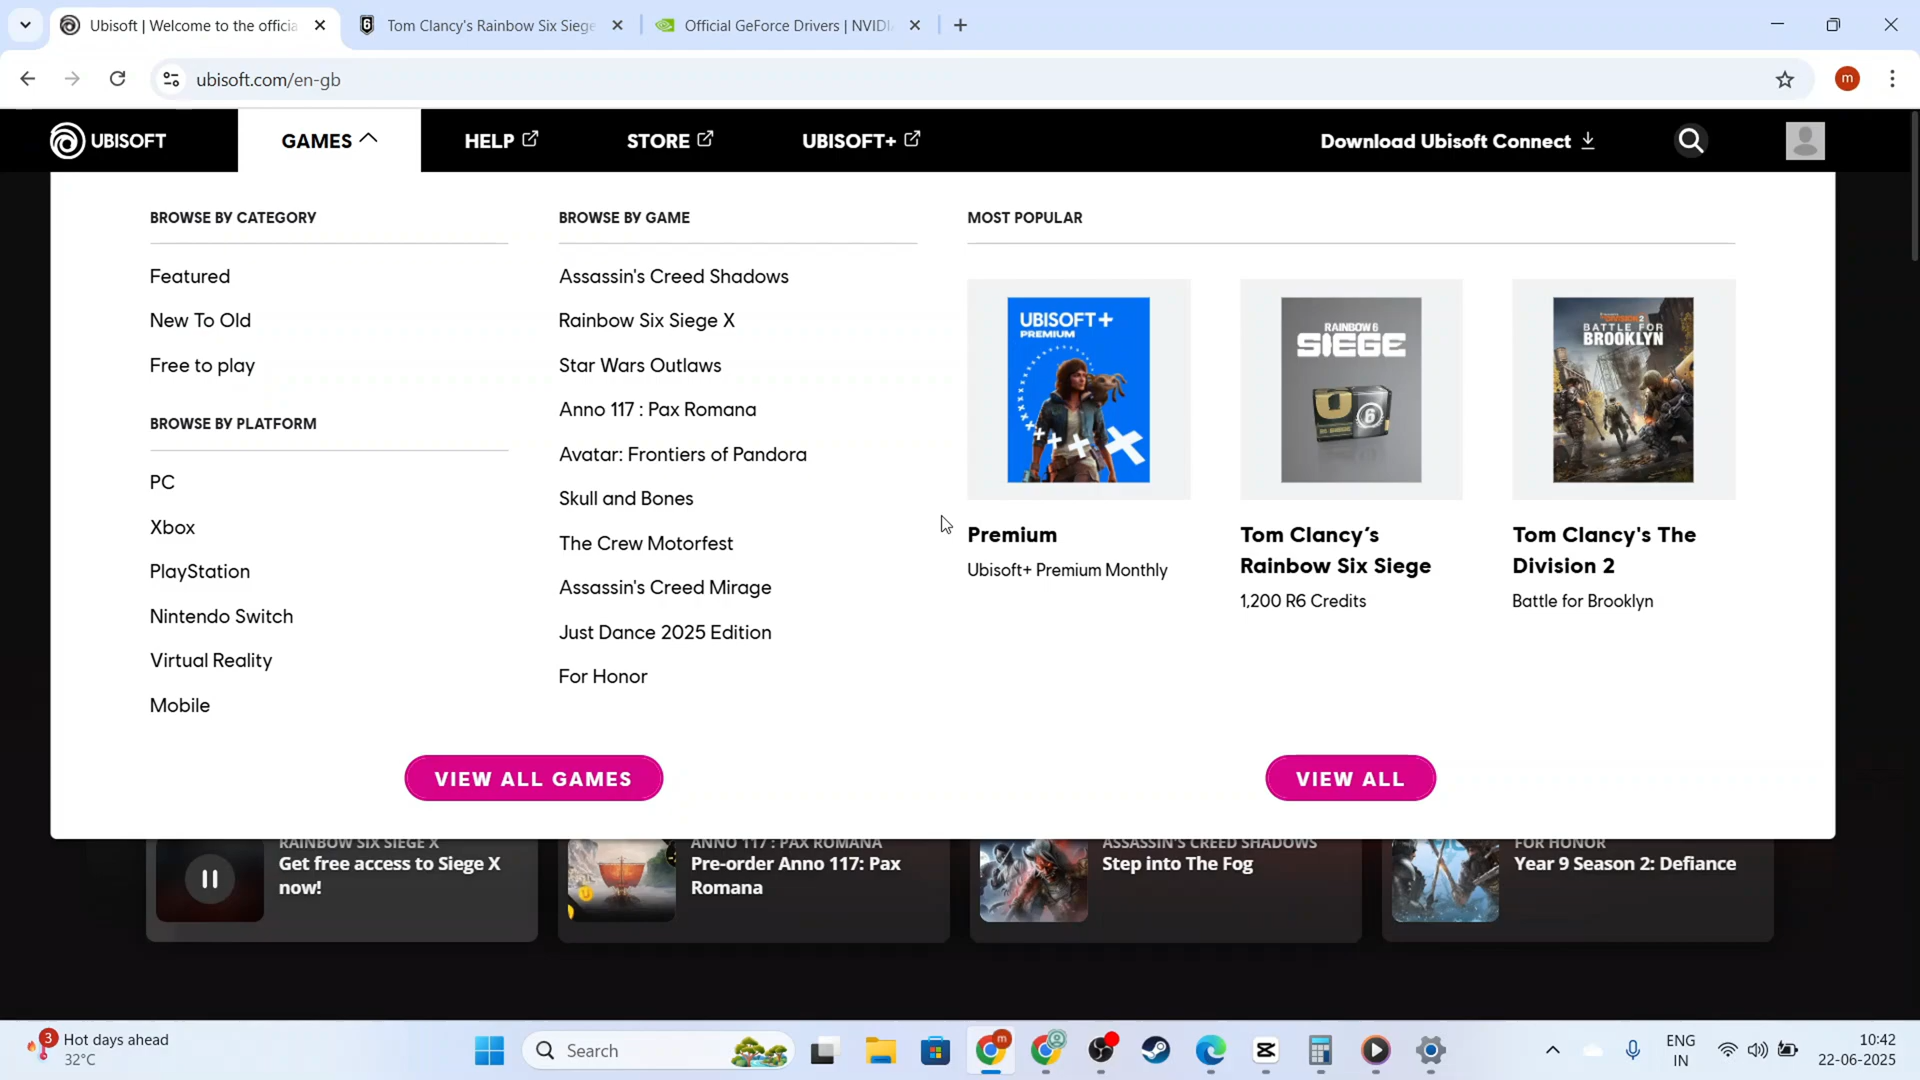 Ubisoft | Welcome to the officia
Tom Clancy's Rainbow Six Siege
Official GeForce Drivers | NVIDI
ubisoft.com/en-gb
m
UBISOFT
GAMES
HELP
STORE
UBISOFT+
Download Ubisoft Connect
BROWSE BY CATEGORY
Featured
New To Old
Free to play
BROWSE BY PLATFORM
PC
Xbox
PlayStation
Nintendo Switch
Virtual Reality
Mobile
BROWSE BY GAME
Assassin's Creed Shadows
Rainbow Six Siege X
Star Wars Outlaws
Anno 117 : Pax Romana
Avatar: Frontiers of Pandora
Skull and Bones
The Crew Motorfest
Assassin's Creed Mirage
Just Dance 2025 Edition
For Honor
VIEW ALL GAMES
MOST POPULAR
UBISOFT+
PREMIUM
Premium
Ubisoft+ Premium Monthly
RAINBOW 6
SIEGE
6
Tom Clancy’s
Rainbow Six Siege
1,200 R6 Credits
BATTLE FOR
BROOKLYN
Tom Clancy's The
Division 2
Battle for Brooklyn
VIEW ALL
RAINBOW SIX SIEGE X
Get free access to Siege X
now!
ANNO 117 : PAX ROMANA
Pre-order Anno 117: Pax
Romana
ASSASSIN'S CREED SHADOWS
Step into The Fog
FOR HONOR
Year 9 Season 2: Defiance
3
Hot days ahead
32°C
Search
m
ENG
IN
10:42
22-06-2025